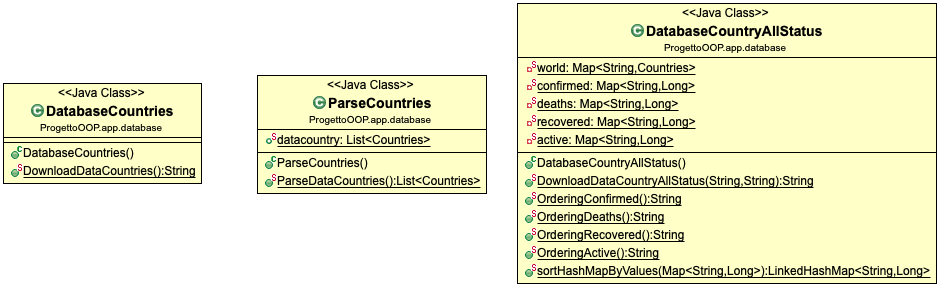 <<Java Class>>
DatabaseCountries
ProgettoOOP.app.database
DatabaseCountries()
DownloadDataCountries():String
<<Java Class>>
ParseCountries
ProgettoOOP.app.database
datacountry: List<Countries>
ParseCountries()
ParseDataCountries():List<Countries>
<<Java Class>>
DatabaseCountryAllStatus
ProgettoOOP.app.database
world: Map<String,Countries>
confirmed: Map<String,Long>
deaths: Map<String,Long>
recovered: Map<String,Long>
active: Map<String,Long>
DatabaseCountryAllStatus()
DownloadDataCountryAllStatus(String,String):String
OrderingConfirmed():String
OrderingDeaths():String
OrderingRecovered():String
OrderingActive():String
sortHashMapByValues(Map<String,Long>):LinkedHashMap<String,Long>